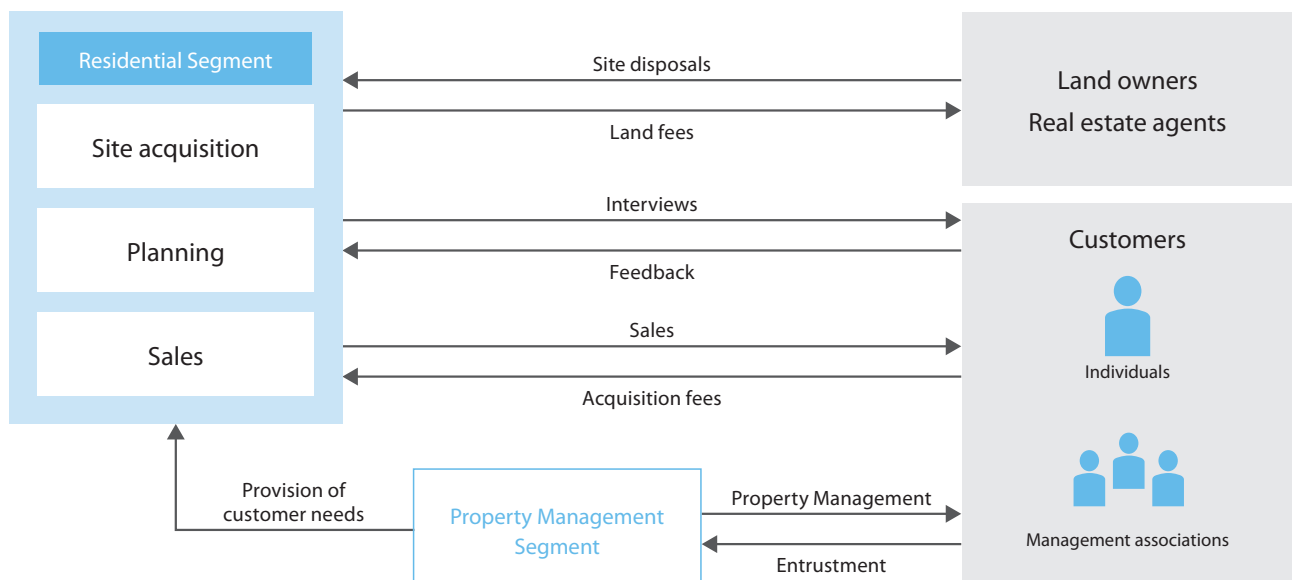 Residential Segment
Site acquisition
Planning
Sales
Site disposals
Land fees
Interviews
Feedback
Sales
Acquisition fees
Land owners
Real estate agents
Customers
Individuals
Management associations
Provision of
customer needs
Property Management
Segment
Property Management
Entrustment